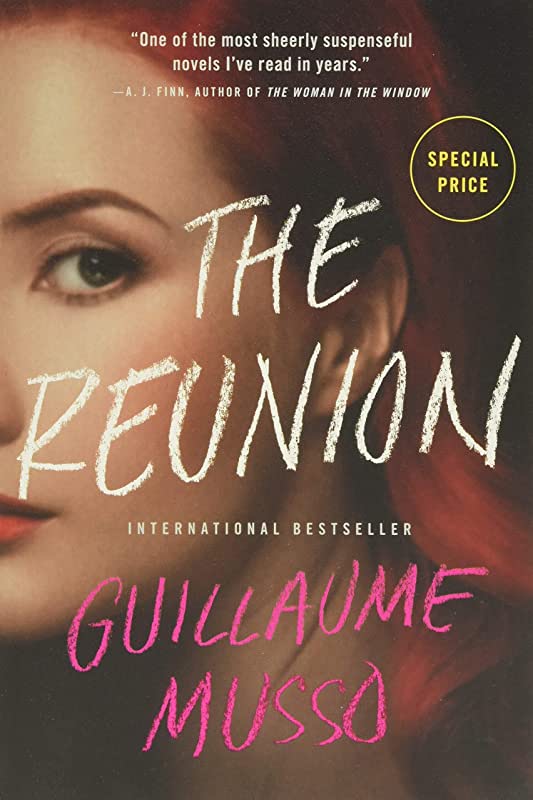 “One of the most sheerly suspenseful
novels I’ve read in years.”
—A. J. FINN, AUTHOR OF THE WOMAN IN THE WINDOW
SPECIAL
PRICE
THE
REUNION
INTERNATIONAL BESTSELLER
GUILLAUME
MUSSO